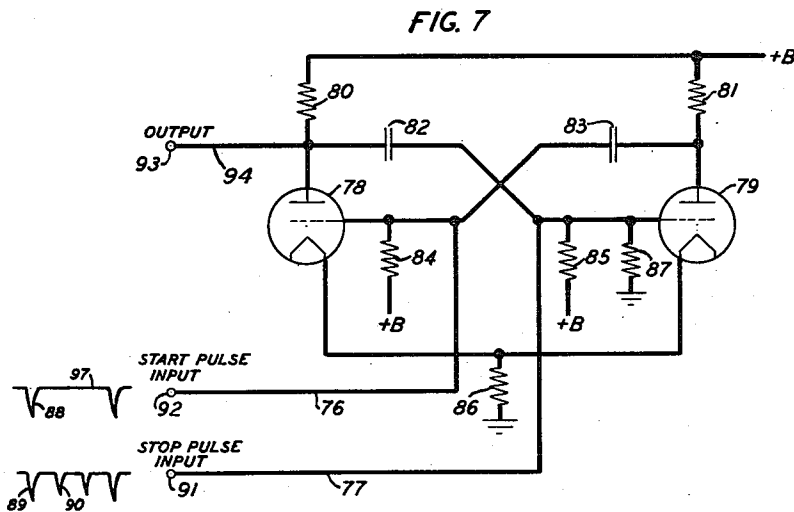 FIG. 7
+B
80
81
OUTPUT
82
83
93
94
78
79
84
85
87
+B
+B
START PULSE
INPUT
97
88
92
76
86
STOP PULSE
INPUT
89
90
91
77